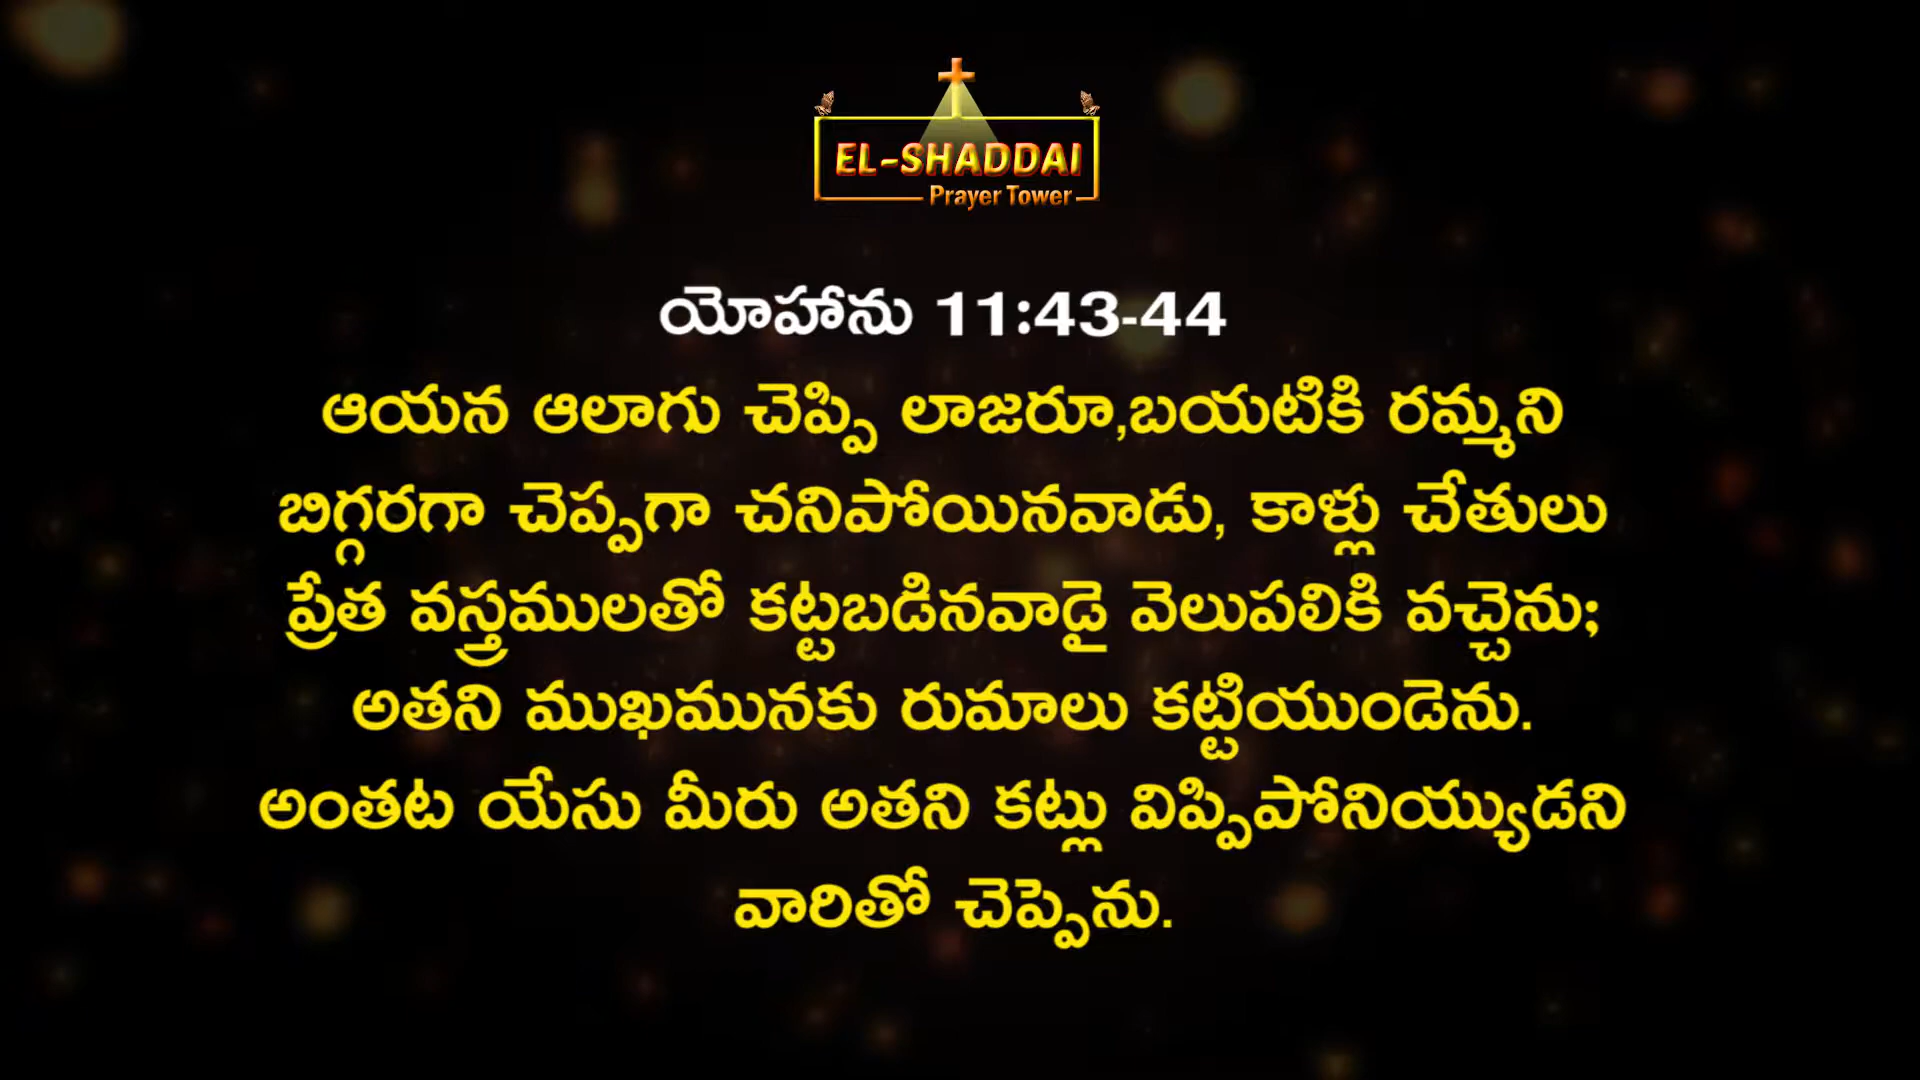 EL-SHADDAI
Prayer Tower
యోహాను 11:43-44
ఆయన ఆలాగు చెప్పి లాజరూ,బయటికి రమ్మని
బిగ్గరగా చెప్పగా చనిపోయినవాడు, కాళ్లు చేతులు
ప్రేత వస్త్రములతో కట్టబడినవాడై వెలుపలికి వచ్చెను;
అతని ముఖమునకు రుమాలు కట్టియుండెను.
అంతట యేసు మీరు అతని కట్లు విప్పిపోనియ్యుడని
వారితో చెప్పెను.